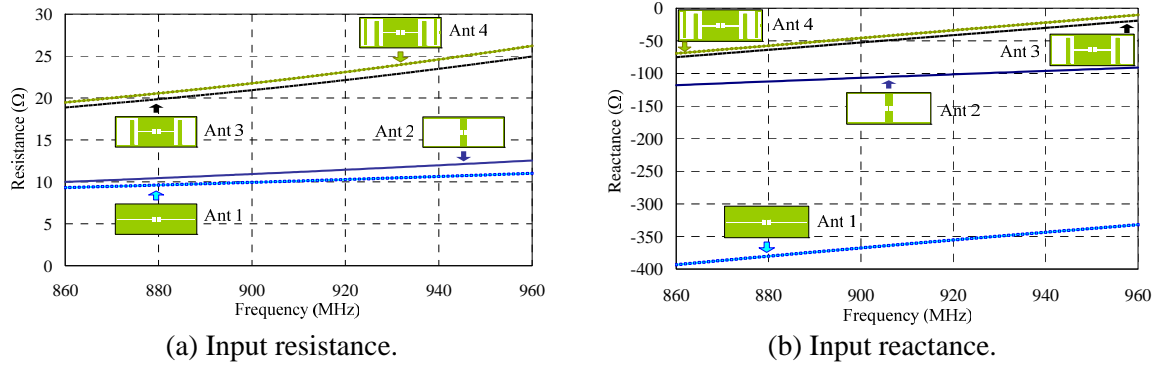 30
25
20
15
10
5
0
Resistance (Ω)
Ant 4
Ant 3
Ant 2
Ant 1
860 880 900 920 940 960
Frequency (MHz)
(a) Input resistance.
0
-50
-100
-150
-200
-250
-300
-350
-400
Reactance (Ω)
Ant 4
Ant 3
Ant 2
Ant 1
860 880 900 920 940 960
Frequency (MHz)
(b) Input reactance.